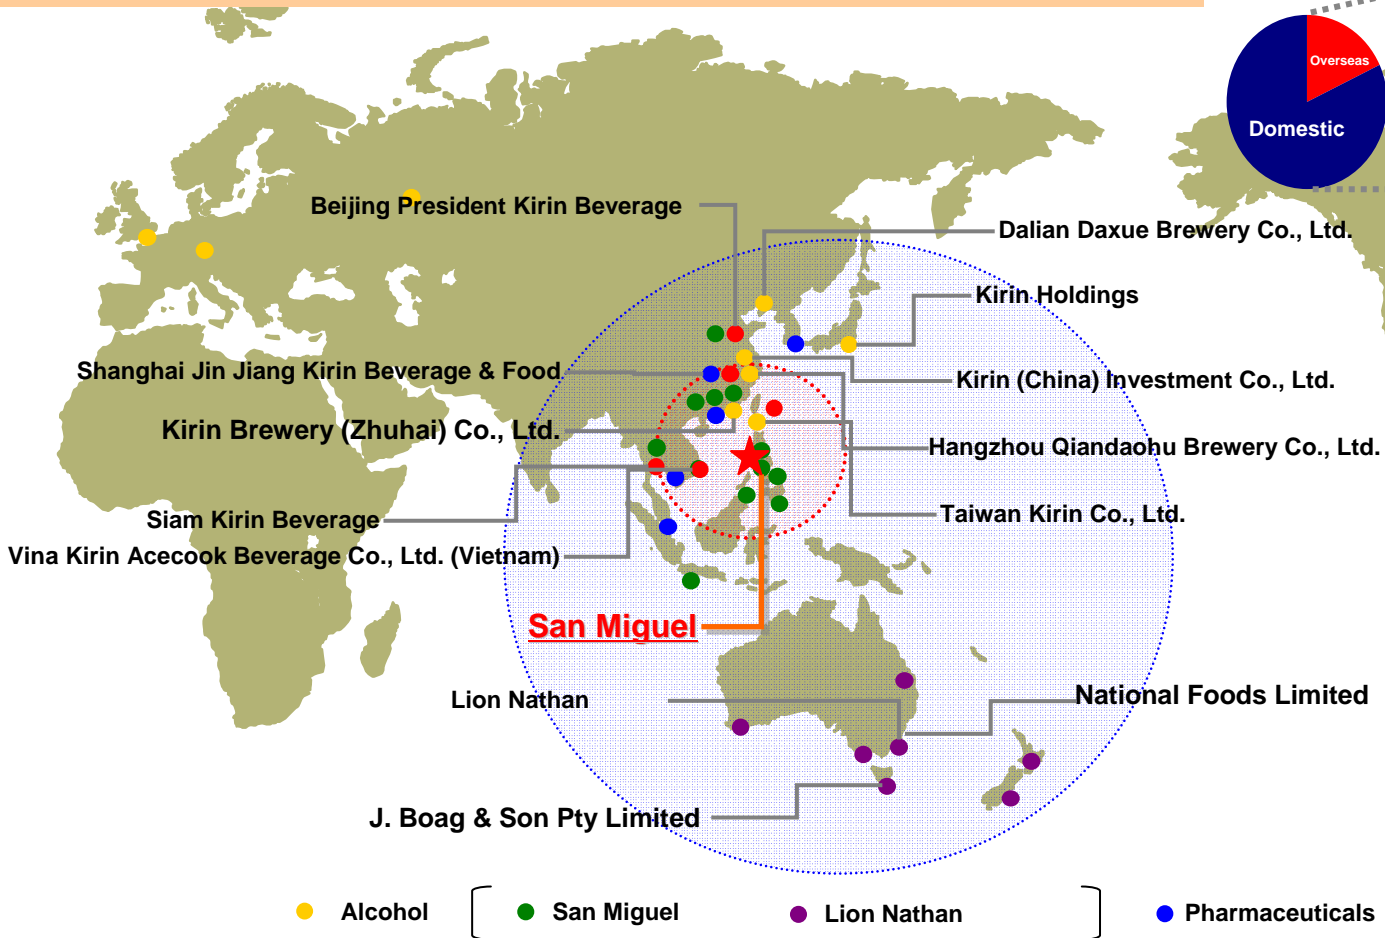 Overseas
Domestic
Beijing President Kirin Beverage
Dalian Daxue Brewery Co., Ltd.
Kirin Holdings
Shanghai Jin Jiang Kirin Beverage & Food
Kirin (China) Investment Co., Ltd.
Kirin Brewery (Zhuhai) Co., Ltd.
Hangzhou Qiandaohu Brewery Co., Ltd.
Siam Kirin Beverage
Taiwan Kirin Co., Ltd.
Vina Kirin Acecook Beverage Co., Ltd. (Vietnam)
San Miguel
Lion Nathan
National Foods Limited
J. Boag & Son Pty Limited
Alcohol
San Miguel
Lion Nathan
Pharmaceuticals